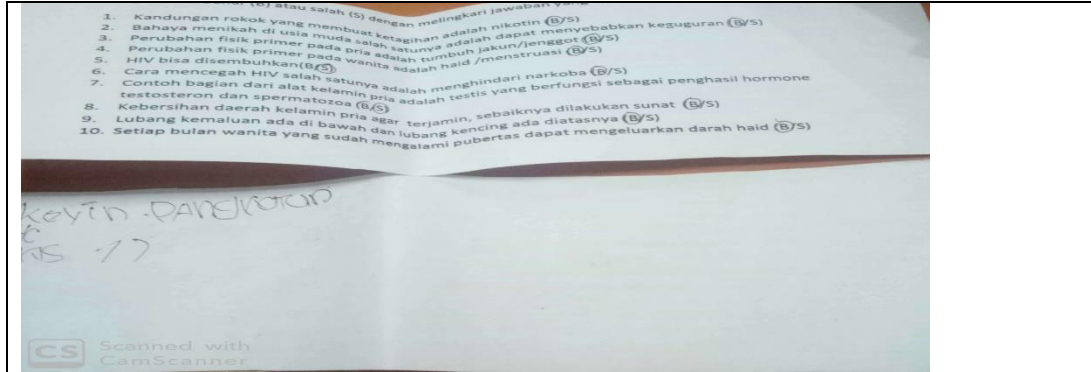 (B) atau salah (S) dengan melingkari jawaban yang
1. Kandungan rokok yang membuat ketagihan adalah nikotin (B/S)
2. Bahaya menikah di usia muda salah satunya adalah dapat menyebabkan keguguran (B/S)
3. Perubahan fisik primer pada pria adalah tumbuh jakun/jenggot (B/S)
4. Perubahan fisik primer pada wanita adalah haid /menstruasi (B/S)
5. HIV bisa disembuhkan(B/S)
6. Cara mencegah HIV salah satunya adalah menghindari narkoba (B/S)
7. Contoh bagian dari alat kelamin pria adalah testis yang berfungsi sebagai penghasil hormone
testosteron dan spermatozoa (B/S)
8. Kebersihan daerah kelamin pria agar terjamin, sebaiknya dilakukan sunat (B/S)
9. Lubang kemaluan ada di bawah dan lubang kencing ada diatasnya (B/S)
10. Setiap bulan wanita yang sudah mengalami pubertas dapat mengeluarkan darah haid (B/S)
kevin
CS Scanned with
CamScanner